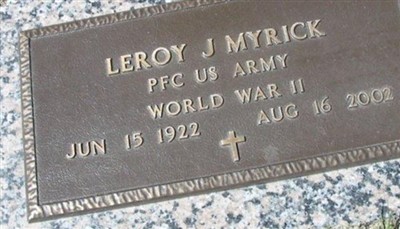 LEROY J MYRICK
PFC US ARMY
WORLD WAR II
JUN 15 1922 AUG 16 2002